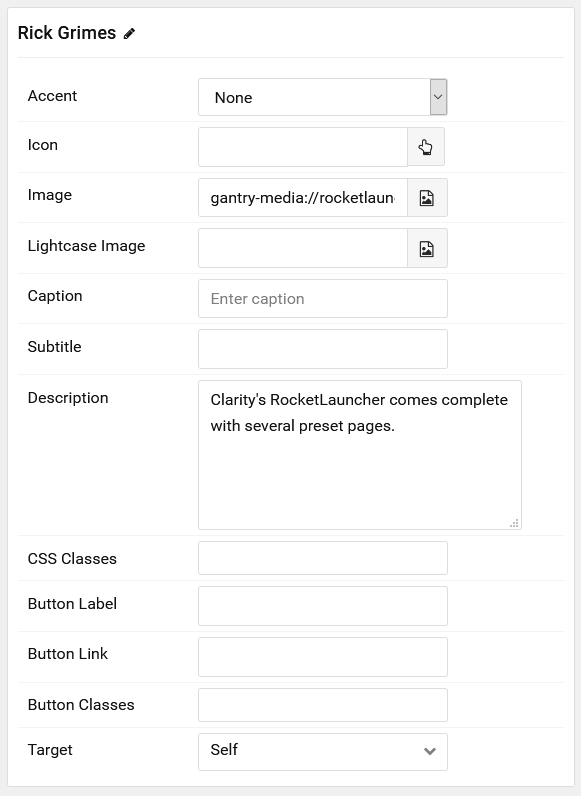 Rick Grimes
Accent
None
Icon
Image
gantry-media://rocketlaun
Lightcase Image
Caption
Enter caption
Subtitle
Description
Clarity's RocketLauncher comes complete
with several preset pages.
CSS Classes
Button Label
Button Link
Button Classes
Target
Self